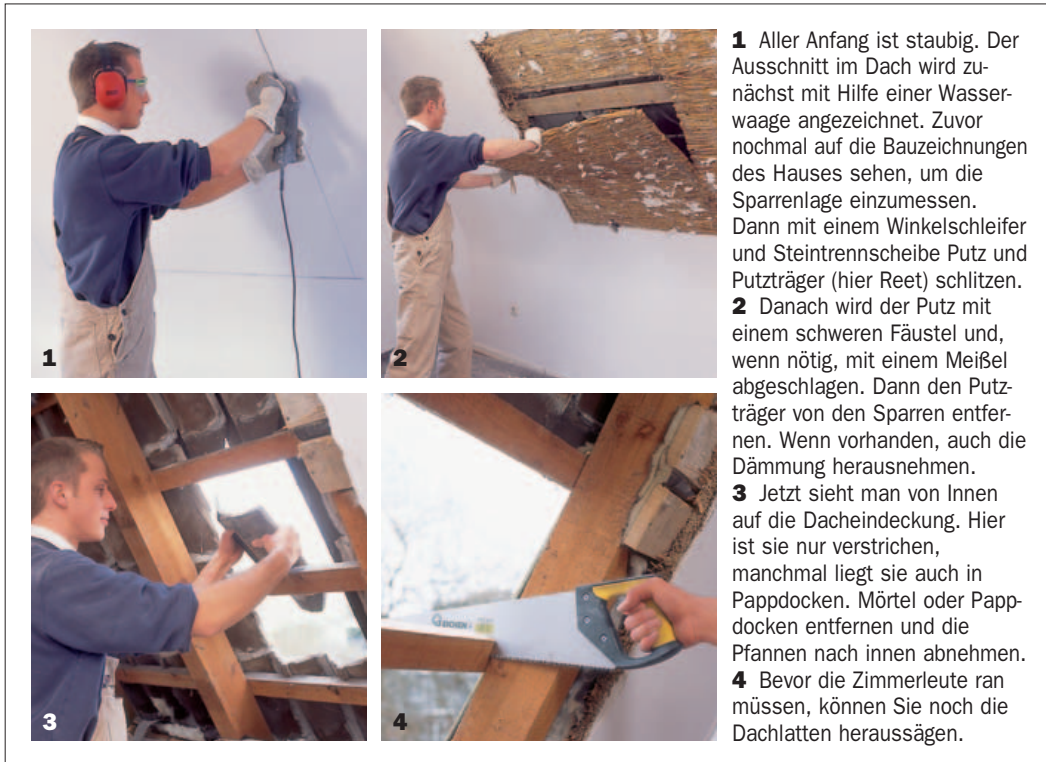 1 Aller Anfang ist staubig. Der
Ausschnitt im Dach wird zu-
nächst mit Hilfe einer Wasser-
waage angezeichnet. Zuvor
nochmal auf die Bauzeichnungen
des Hauses sehen, um die
Sparrenlage einzumessen.
Dann mit einem Winkelschleifer
und Steintrennscheibe Putz und
Putzträger (hier Reet) schlitzen.
2 Danach wird der Putz mit
einem schweren Fäustel und,
wenn nötig, mit einem Meißel
abgeschlagen. Dann den Putz-
träger von den Sparren entfer-
nen. Wenn vorhanden, auch die
Dämmung herausnehmen.
3 Jetzt sieht man von Innen
auf die Dacheindeckung. Hier
ist sie nur verstrichen,
manchmal liegt sie auch in
Pappdocken. Mörtel oder Papp-
docken entfernen und die
Pfannen nach innen abnehmen.
4 Bevor die Zimmerleute ran
müssen, können Sie noch die
Dachlatten heraussägen.
1
2
3
4